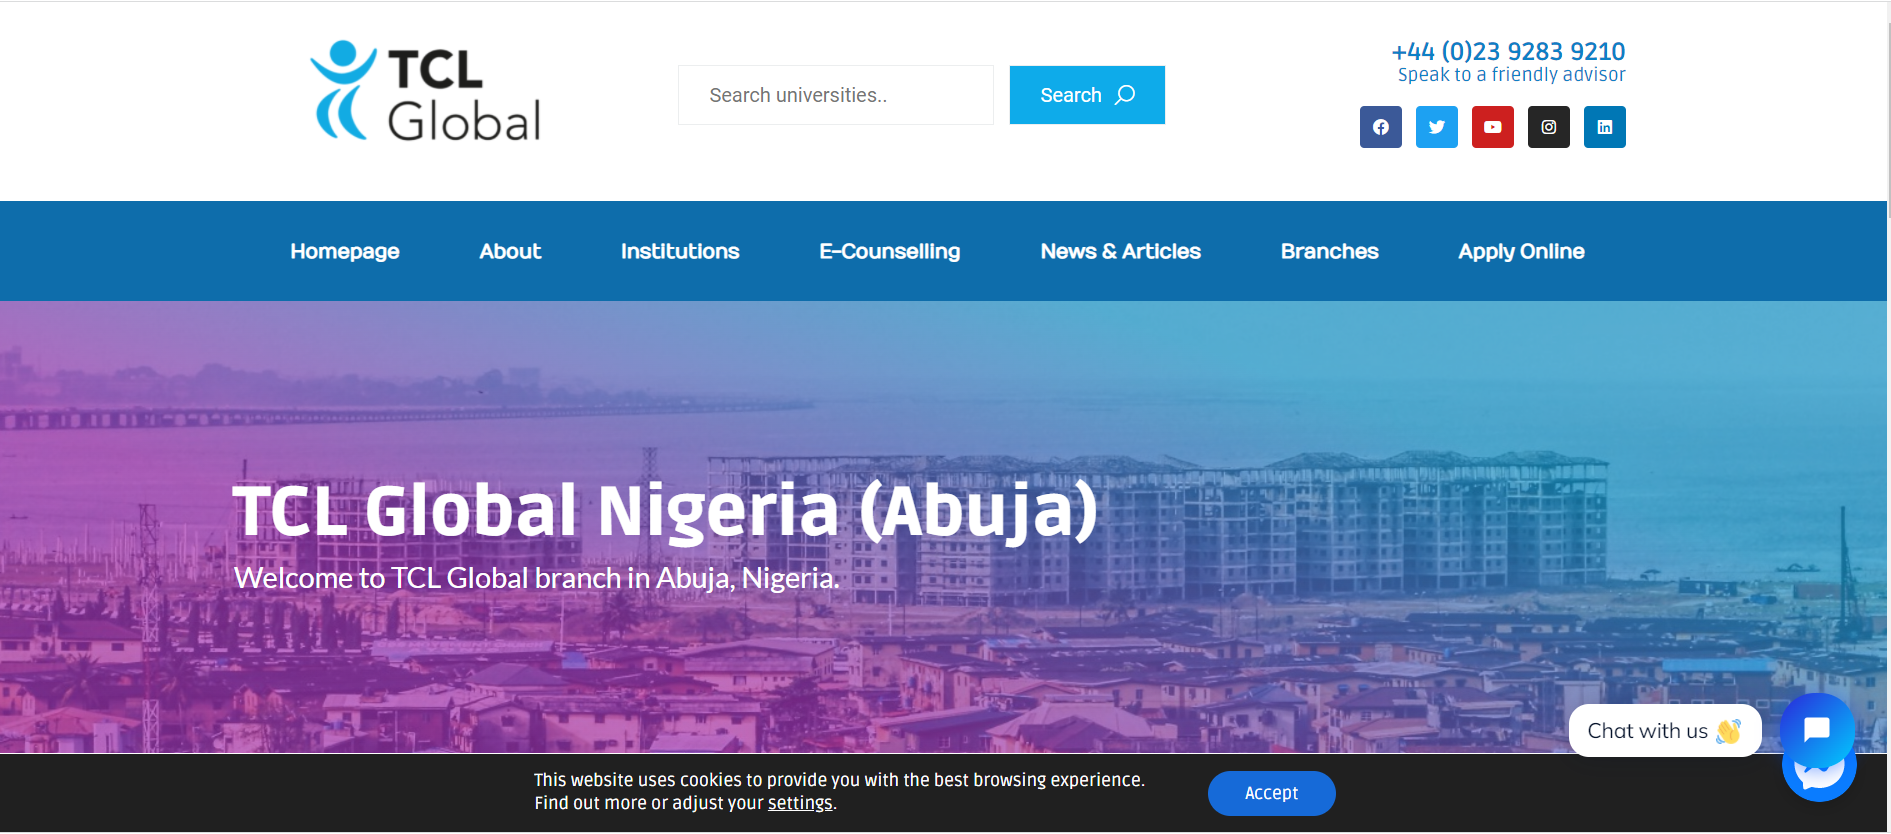 TCL
Global
Search universities..
Search
+44 (0)23 9283 9210
Speak to a friendly advisor
Homepage
About
Institutions
E-Counselling
News & Articles
Branches
Apply Online
TCL Global Nigeria (Abuja)
Welcome to TCL Global branch in Abuja, Nigeria.
Chat with us 👋
This website uses cookies to provide you with the best browsing experience.
Find out more or adjust your settings.
Accept